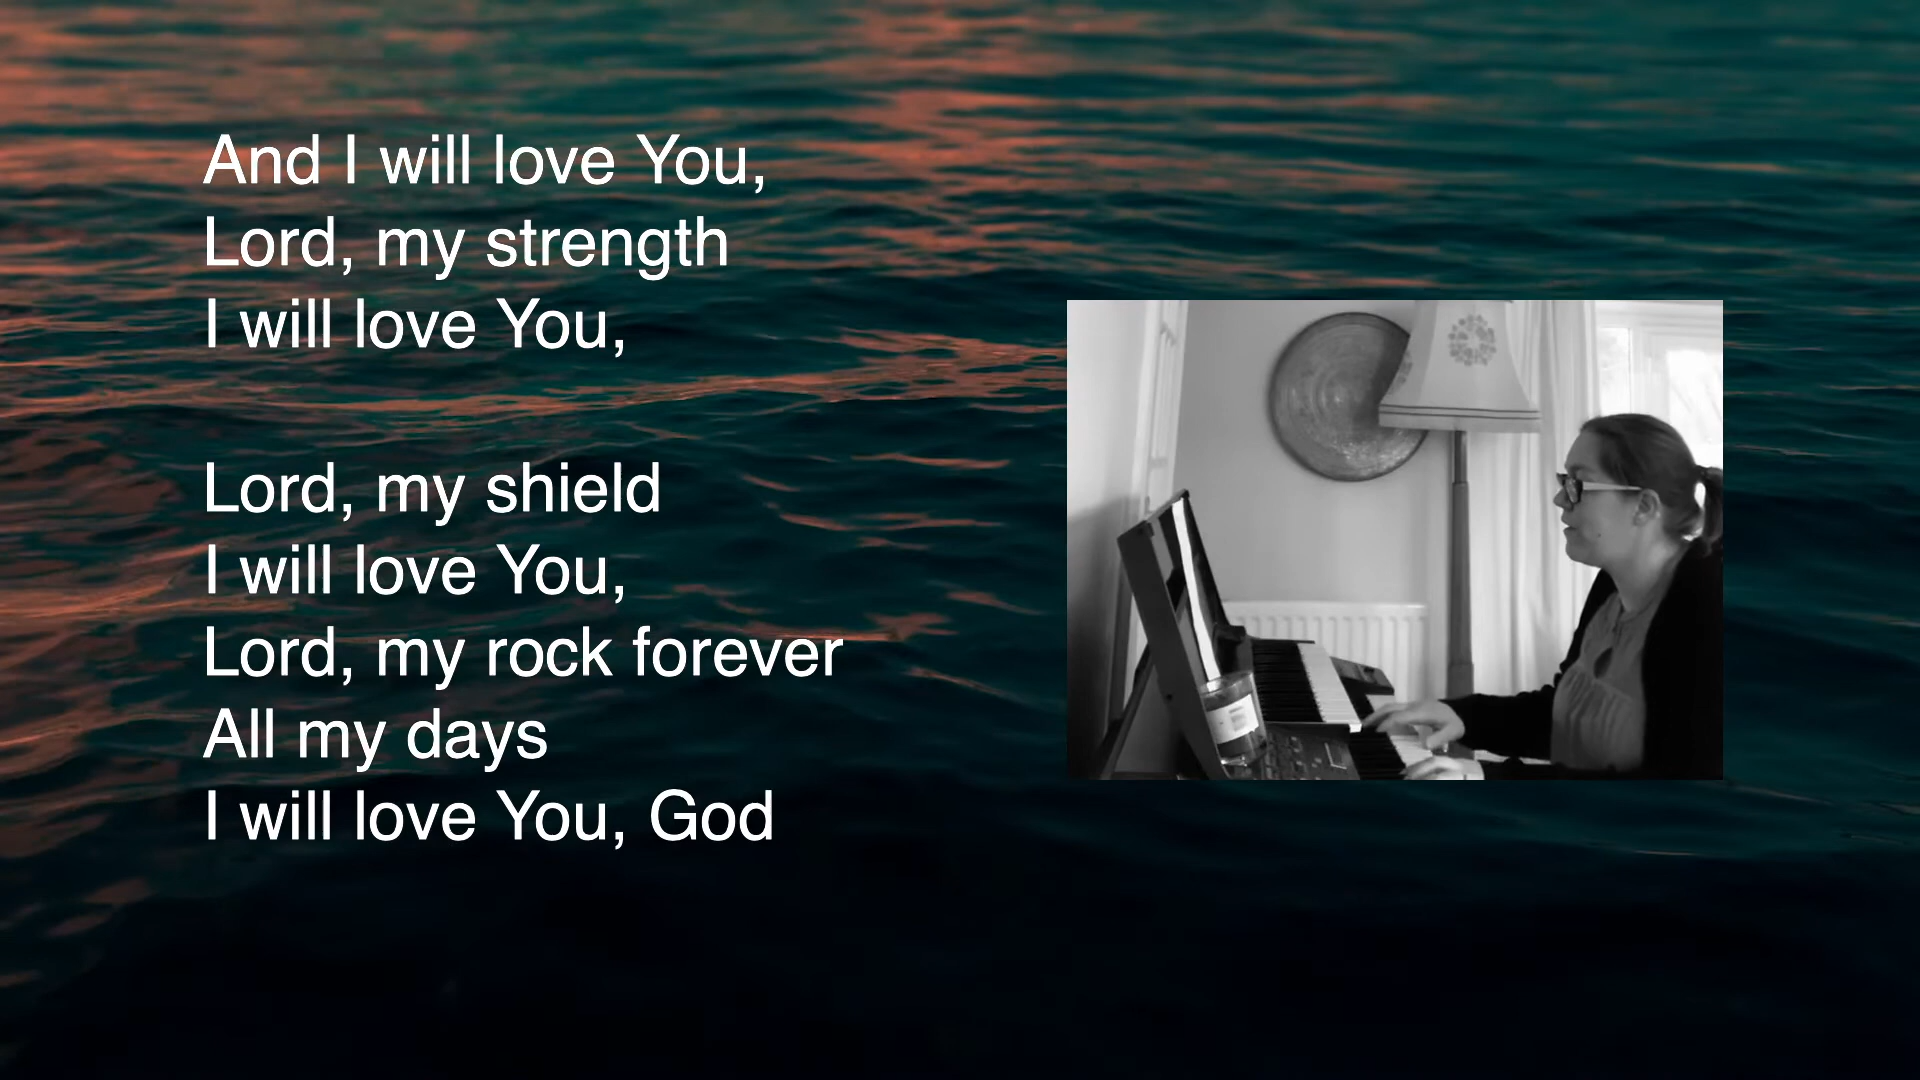 And I will love You,
Lord, my strength
I will love You,
Lord, my shield
I will love You,
Lord, my rock forever
All my days
I will love You, God